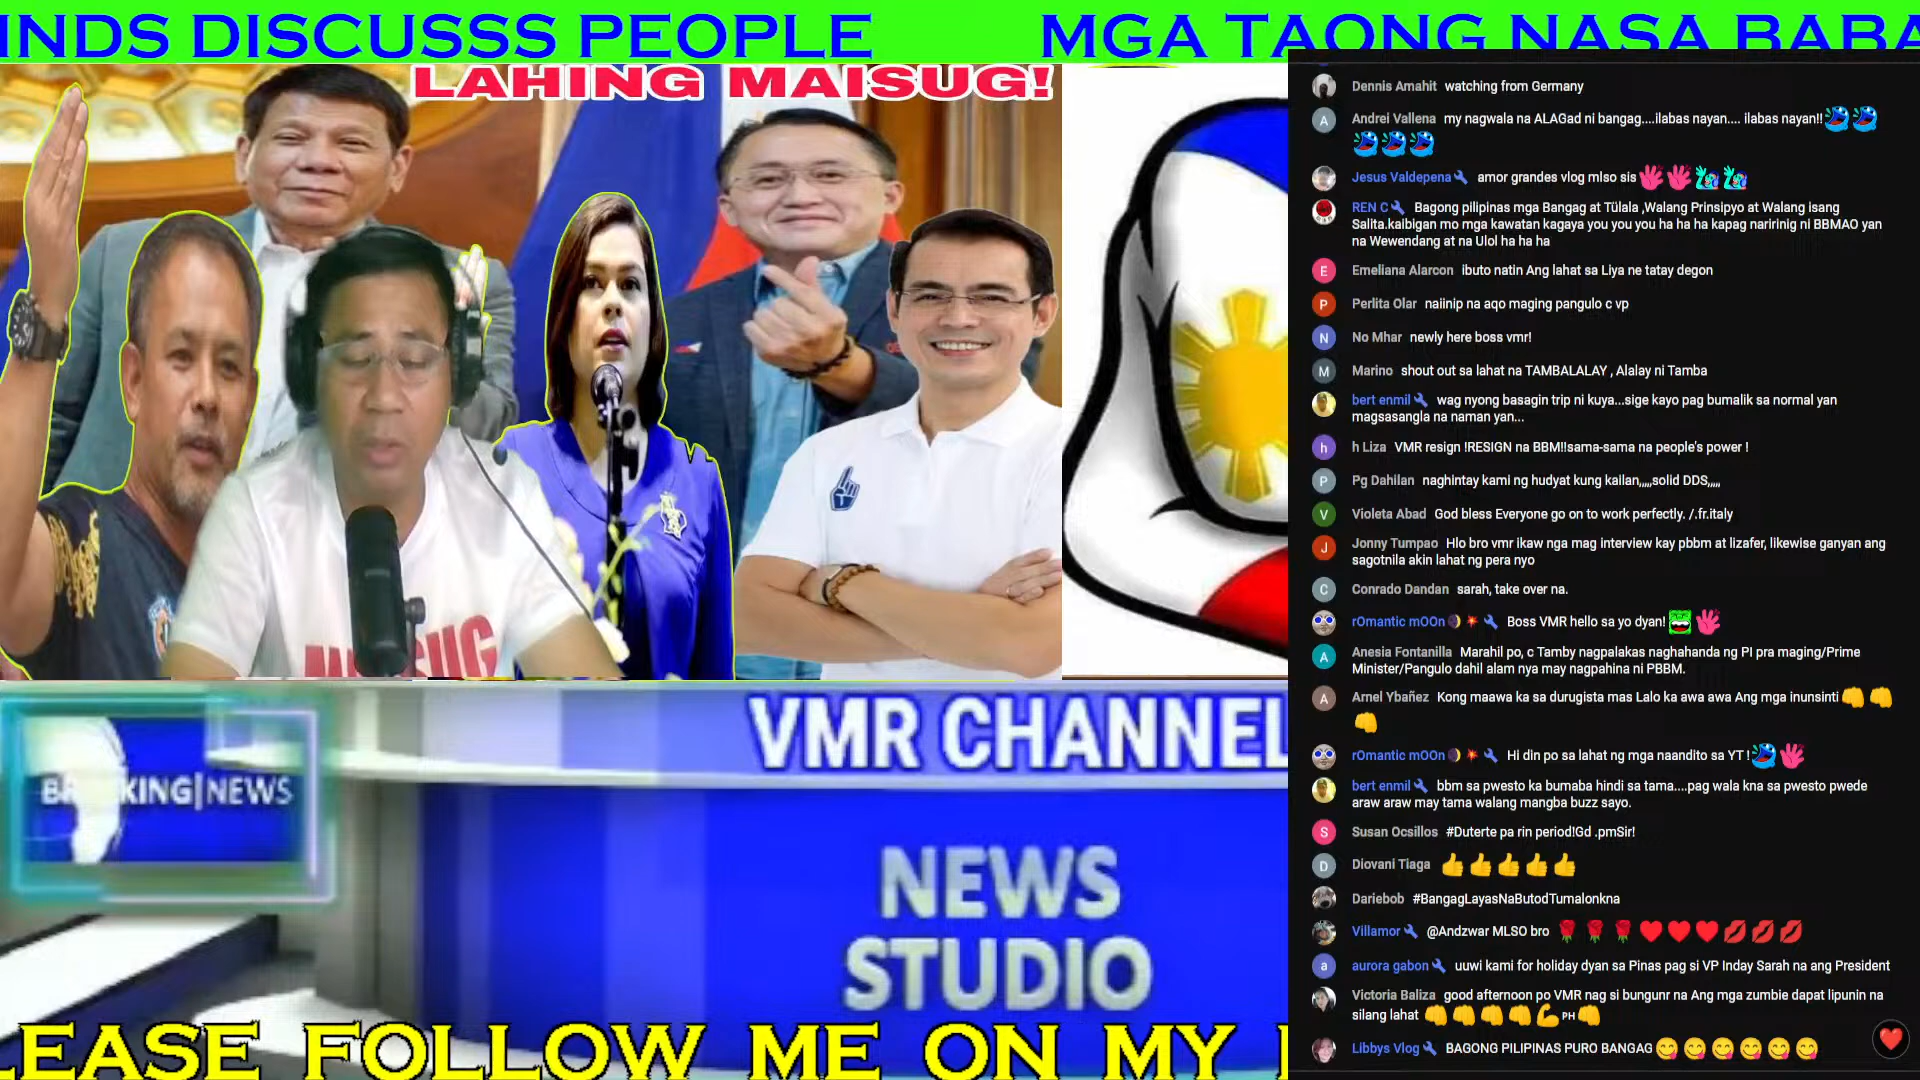 INDS DISCUSSS PEOPLE MGA TAONG NASA BABA
LAHING MAISUG!
VMR CHANNEL
KING|NEWS
NEWS
STUDIO
LEASE FOLLOW ME ON MY
Dennis Amahit watching from Germany
Andrei Vallena my nagwala na ALAGad ni bangag....ilabas nayan.... ilabas nayan!!
Jesus Valdepena amor grandes vlog mlso sis
REN C Bagong pilipinas mga Bangag at Tülala ,Walang Prinsipyo at Walang isang
Salita.kaibigan mo mga kawatan kagaya you you you ha ha ha kapag naririnig ni BBMAO yan
na Wewendang at na Ulol ha ha ha
Emeliana Alarcon ibuto natin Ang lahat sa Liya ne tatay degon
Perlita Olar naiinip na aqo maging pangulo c vp
No Mhar newly here boss vmr!
Marino shout out sa lahat na TAMBALALAY , Alalay ni Tamba
bert enmil wag nyong basagin trip ni kuya...sige kayo pag bumalik sa normal yan
magsasangla na naman yan...
h Liza VMR resign !RESIGN na BBM!!sama-sama na people's power !
Pg Dahilan naghintay kami ng hudyat kung kailan,,,,,solid DDS,,,,,
Violeta Abad God bless Everyone go on to work perfectly. /.fr.italy
Jonny Tumpao Hlo bro vmr ikaw nga mag interview kay pbbm at lizafer, likewise ganyan ang
sagotnila akin lahat ng pera nyo
Conrado Dandan sarah, take over na.
rOmantic mOOn🌒💥 Boss VMR hello sa yo dyan!
Anesia Fontanilla Marahil po, c Tamby nagpalakas naghahanda ng PI pra maging/Prime
Minister/Pangulo dahil alam nya may nagpahina ni PBBM.
Arnel Ybañez Kong maawa ka sa durugista mas Lalo ka awa awa Ang mga inunsinti👊👊
👊
rOmantic mOOn🌒💥 Hi din po sa lahat ng mga naandito sa YT !
bert enmil bbm sa pwesto ka bumaba hindi sa tama....pag wala kna sa pwesto pwede
araw araw may tama walang mangba buzz sayo.
Susan Ocsillos #Duterte pa rin period!Gd .pmSir!
Diovani Tiaga 👍👍👍👍👍
Dariebob #BangagLayasNaButodTumalonkna
Villamor @Andzwar MLSO bro 🌹🌹🌹❤️❤️❤️💋💋💋
aurora gabon uuwi kami for holiday dyan sa Pinas pag si VP Inday Sarah na ang President
Victoria Baliza good afternoon po VMR nag si bungunr na Ang mga zumbie dapat lipunin na
silang lahat 👊👊👊👊💪PH👊
Libbys Vlog BAGONG PILIPINAS PURO BANGAG😋😋😋😋😋😋